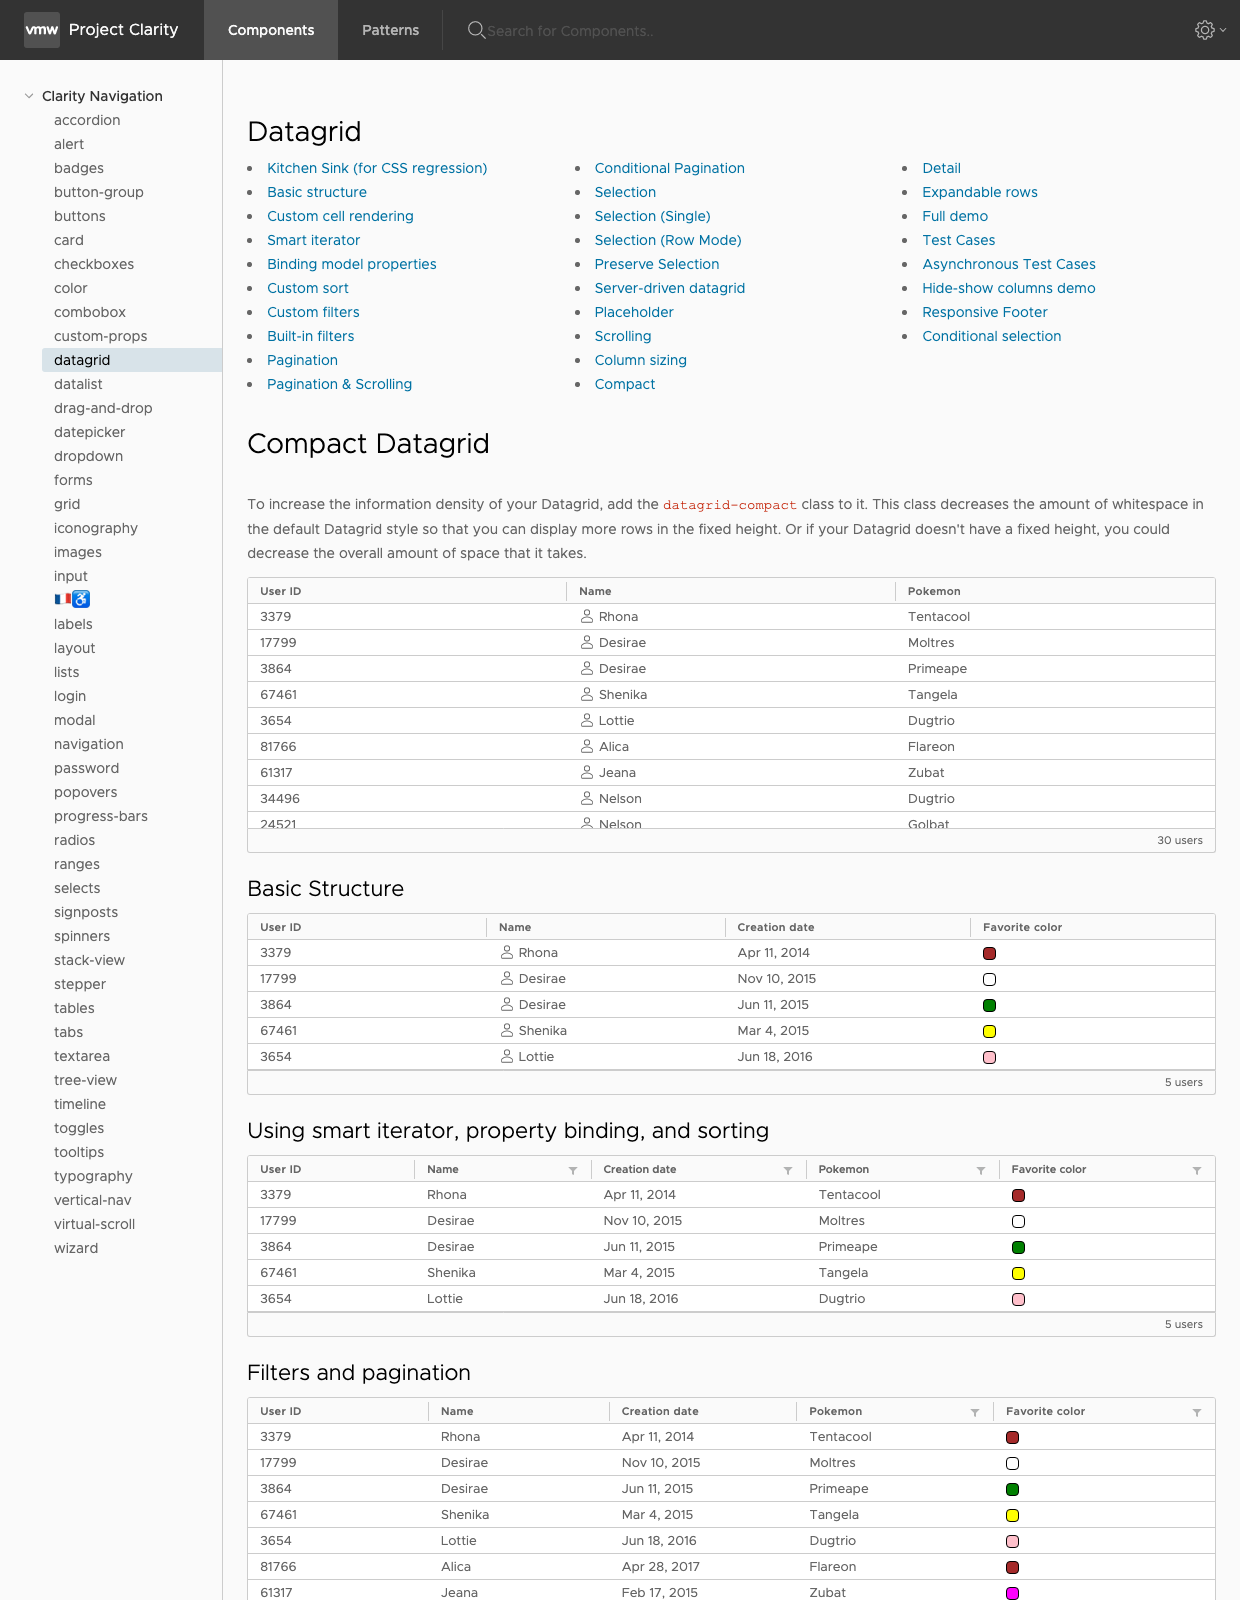 vmw Project Clarity Components Patterns Search for Components..
Clarity Navigation
accordion
alert
badges
button-group
buttons
card
checkboxes
color
combobox
custom-props
datagrid
datalist
drag-and-drop
datepicker
dropdown
forms
grid
iconography
images
input
🇫🇷♿
labels
layout
lists
login
modal
navigation
password
popovers
progress-bars
radios
ranges
selects
signposts
spinners
stack-view
stepper
tables
tabs
textarea
tree-view
timeline
toggles
tooltips
typography
vertical-nav
virtual-scroll
wizard
Datagrid
Kitchen Sink (for CSS regression)
Basic structure
Custom cell rendering
Smart iterator
Binding model properties
Custom sort
Custom filters
Built-in filters
Pagination
Pagination & Scrolling
Conditional Pagination
Selection
Selection (Single)
Selection (Row Mode)
Preserve Selection
Server-driven datagrid
Placeholder
Scrolling
Column sizing
Compact
Detail
Expandable rows
Full demo
Test Cases
Asynchronous Test Cases
Hide-show columns demo
Responsive Footer
Conditional selection
Compact Datagrid
To increase the information density of your Datagrid, add the datagrid-compact class to it. This class decreases the amount of whitespace in
the default Datagrid style so that you can display more rows in the fixed height. Or if your Datagrid doesn't have a fixed height, you could
decrease the overall amount of space that it takes.
User ID Name Pokemon
3379 Rhona Tentacool
17799 Desirae Moltres
3864 Desirae Primeape
67461 Shenika Tangela
3654 Lottie Dugtrio
81766 Alica Flareon
61317 Jeana Zubat
34496 Nelson Dugtrio
24521 Nelson Golbat
30 users
Basic Structure
User ID Name Creation date Favorite color
3379 Rhona Apr 11, 2014
17799 Desirae Nov 10, 2015
3864 Desirae Jun 11, 2015
67461 Shenika Mar 4, 2015
3654 Lottie Jun 18, 2016
5 users
Using smart iterator, property binding, and sorting
User ID Name Creation date Pokemon Favorite color
3379 Rhona Apr 11, 2014 Tentacool
17799 Desirae Nov 10, 2015 Moltres
3864 Desirae Jun 11, 2015 Primeape
67461 Shenika Mar 4, 2015 Tangela
3654 Lottie Jun 18, 2016 Dugtrio
5 users
Filters and pagination
User ID Name Creation date Pokemon Favorite color
3379 Rhona Apr 11, 2014 Tentacool
17799 Desirae Nov 10, 2015 Moltres
3864 Desirae Jun 11, 2015 Primeape
67461 Shenika Mar 4, 2015 Tangela
3654 Lottie Jun 18, 2016 Dugtrio
81766 Alica Apr 28, 2017 Flareon
61317 Jeana Feb 17, 2015 Zubat